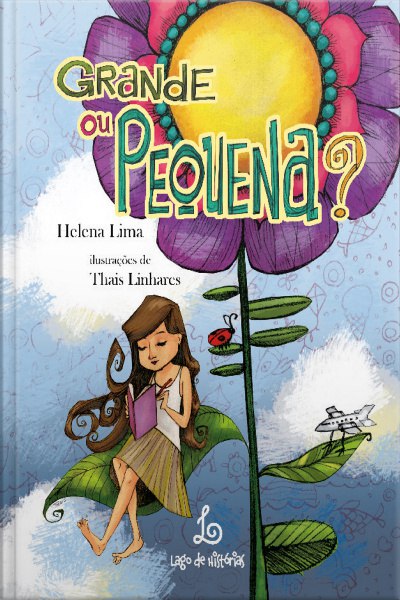 GRANDE
OU
PEQUENA?
Helena Lima
ilustrações de
Thais Linhares
L
Lago de Histórias